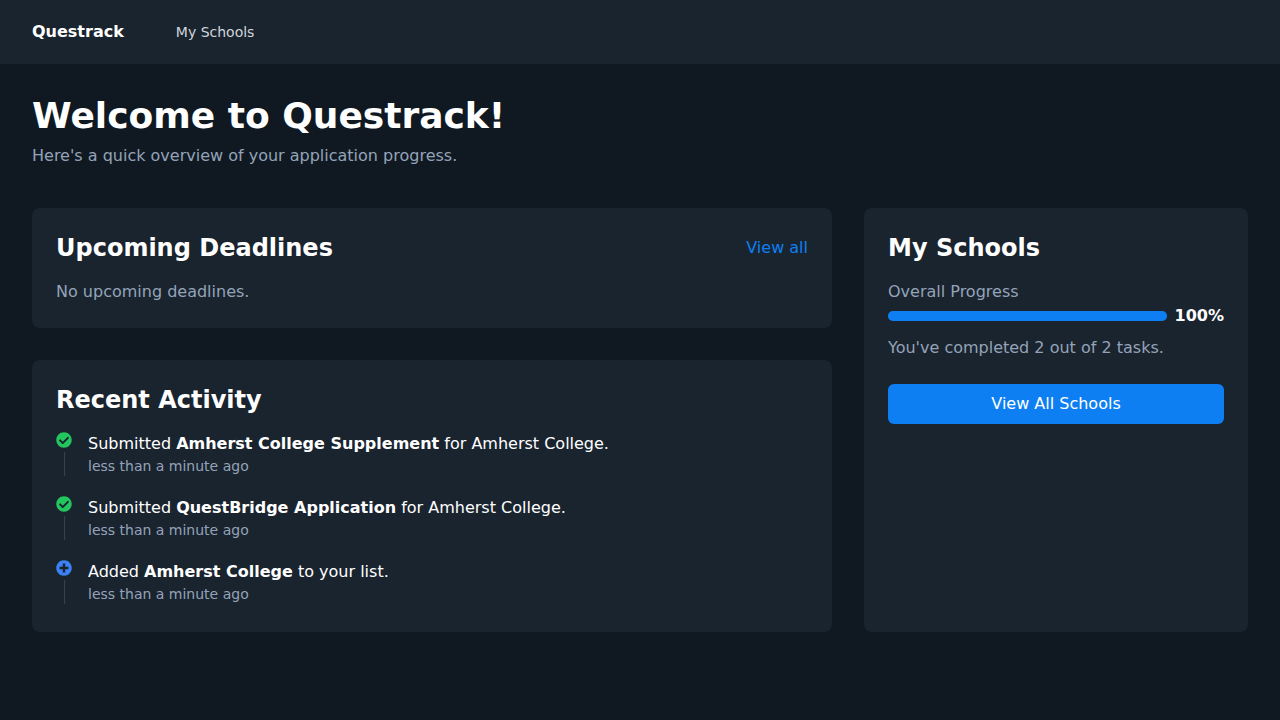 Questrack
My Schools
Welcome to Questrack!
Here's a quick overview of your application progress.
Upcoming Deadlines
View all
No upcoming deadlines.
Recent Activity
Submitted Amherst College Supplement for Amherst College.
less than a minute ago
Submitted QuestBridge Application for Amherst College.
less than a minute ago
Added Amherst College to your list.
less than a minute ago
My Schools
Overall Progress
100%
You've completed 2 out of 2 tasks.
View All Schools